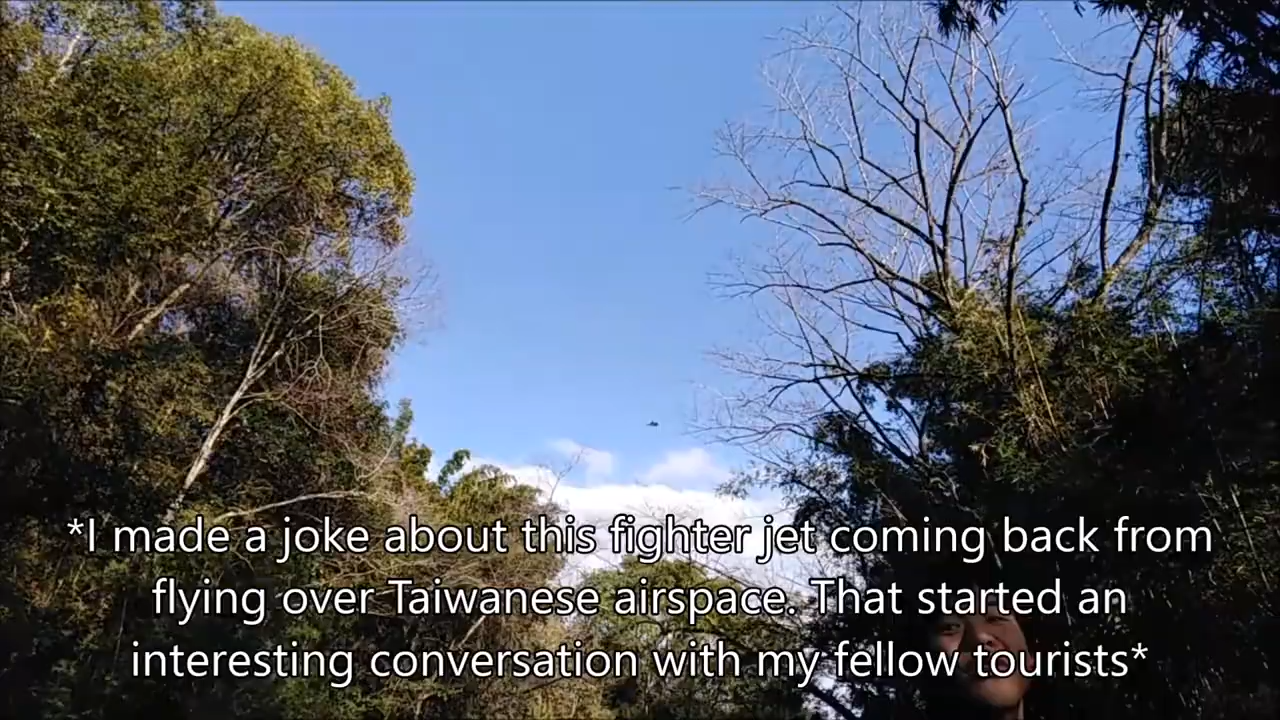 *I made a joke about this fighter jet coming back from
flying over Taiwanese airspace. That started an
interesting conversation with my fellow tourists*